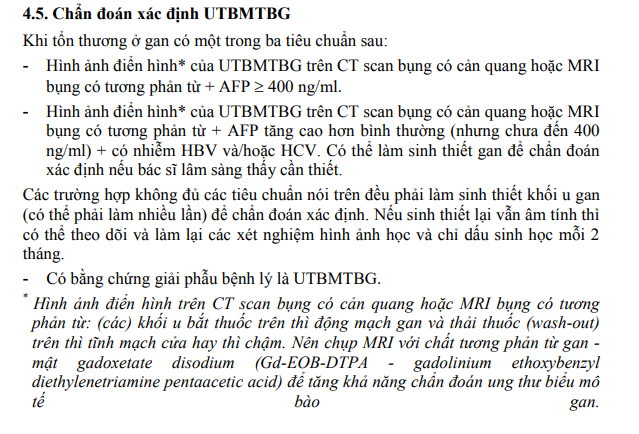 4.5. Chẩn đoán xác định UTBMTBG
Khi tổn thương ở gan có một trong ba tiêu chuẩn sau:
- Hình ảnh điển hình* của UTBMTBG trên CT scan bụng có cản quang hoặc MRI
bụng có tương phản từ + AFP ≥ 400 ng/ml.
- Hình ảnh điển hình* của UTBMTBG trên CT scan bụng có cản quang hoặc MRI
bụng có tương phản từ + AFP tăng cao hơn bình thường (nhưng chưa đến 400
ng/ml) + có nhiễm HBV và/hoặc HCV. Có thể làm sinh thiết gan để chẩn đoán
xác định nếu bác sĩ lâm sàng thấy cần thiết.
Các trường hợp không đủ các tiêu chuẩn nói trên đều phải làm sinh thiết khối u gan
(có thể phải làm nhiều lần) để chẩn đoán xác định. Nếu sinh thiết lại vẫn âm tính thì
có thể theo dõi và làm lại các xét nghiệm hình ảnh học và chỉ dấu sinh học mỗi 2
tháng.
- Có bằng chứng giải phẫu bệnh lý là UTBMTBG.
* Hình ảnh điển hình trên CT scan bụng có cản quang hoặc MRI bụng có tương
phản từ: (các) khối u bắt thuốc trên thì động mạch gan và thải thuốc (wash-out)
trên thì tĩnh mạch cửa hay thì chậm. Nên chụp MRI với chất tương phản từ gan -
mật gadoxetate disodium (Gd-EOB-DTPA - gadolinium ethoxybenzyl
diethylenetriamine pentaacetic acid) để tăng khả năng chẩn đoán ung thư biểu mô
tế bào gan.